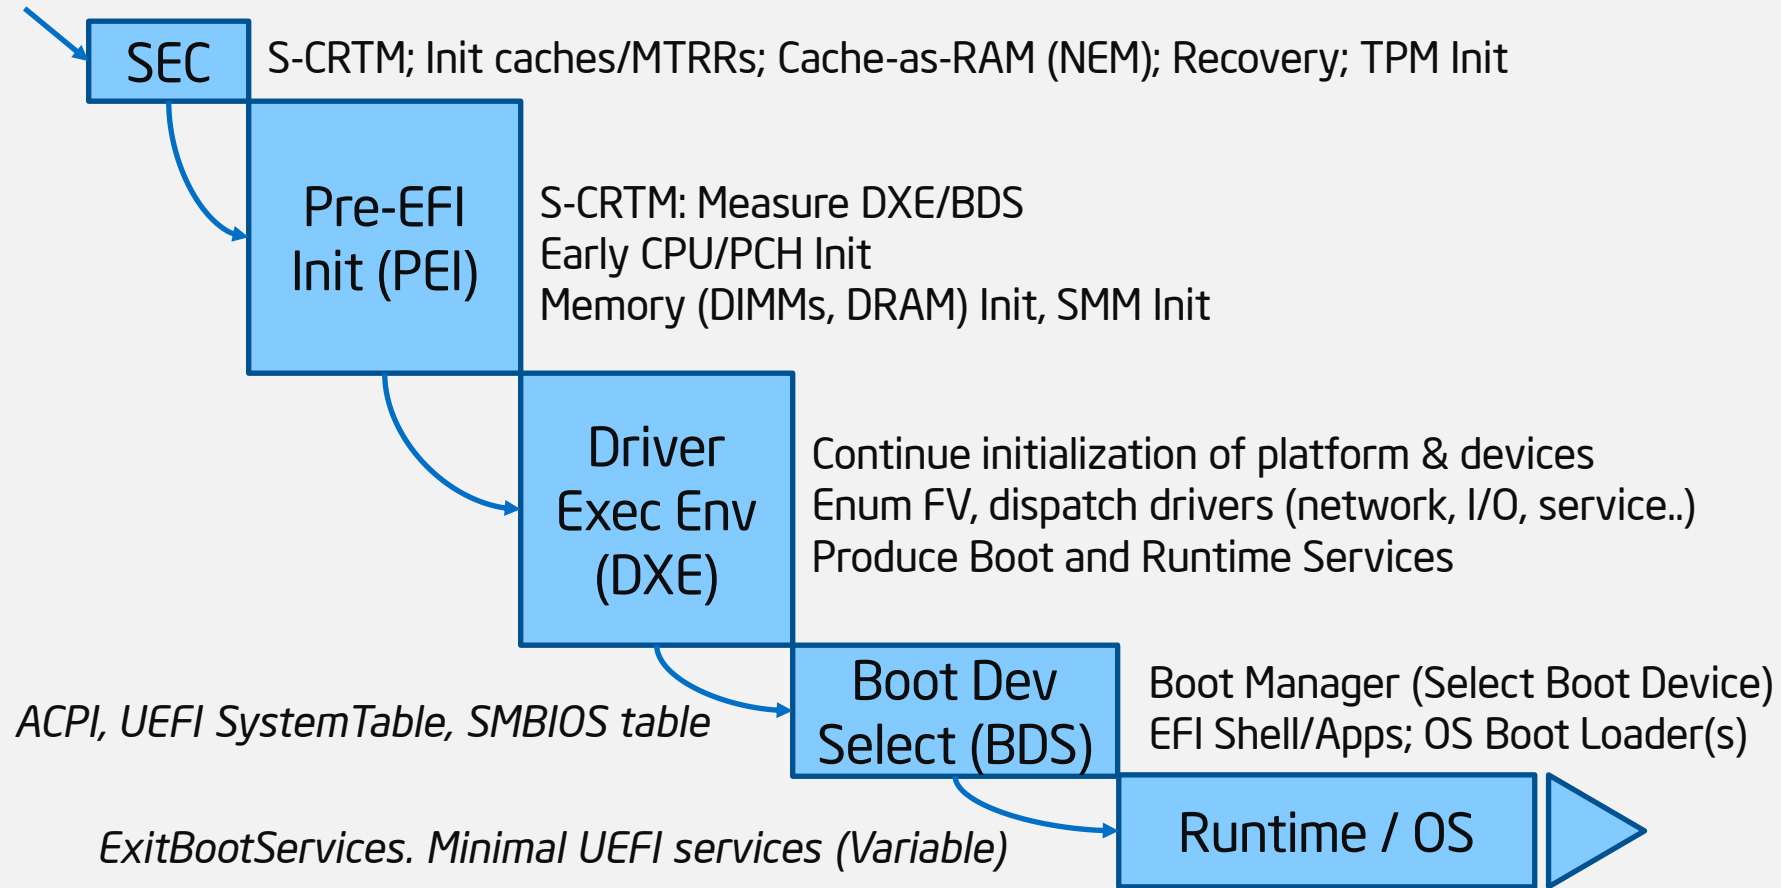 SEC
S-CRTM; Init caches/MTRRs; Cache-as-RAM (NEM); Recovery; TPM Init
Pre-EFI
Init (PEI)
S-CRTM: Measure DXE/BDS
Early CPU/PCH Init
Memory (DIMMs, DRAM) Init, SMM Init
Driver
Exec Env
(DXE)
Continue initialization of platform & devices
Enum FV, dispatch drivers (network, I/O, service..)
Produce Boot and Runtime Services
ACPI, UEFI SystemTable, SMBIOS table
Boot Dev
Select (BDS)
Boot Manager (Select Boot Device)
EFI Shell/Apps; OS Boot Loader(s)
ExitBootServices. Minimal UEFI services (Variable)
Runtime / OS